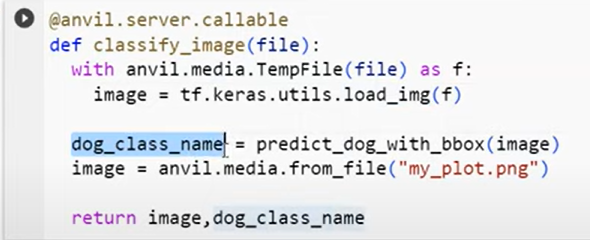 @anvil.server.callable
def classify_image(file):
  with anvil.media.TempFile(file) as f:
    image = tf.keras.utils.load_img(f)
  dog_class_name = predict_dog_with_bbox(image)
  image = anvil.media.from_file("my_plot.png")
  return image,dog_class_name